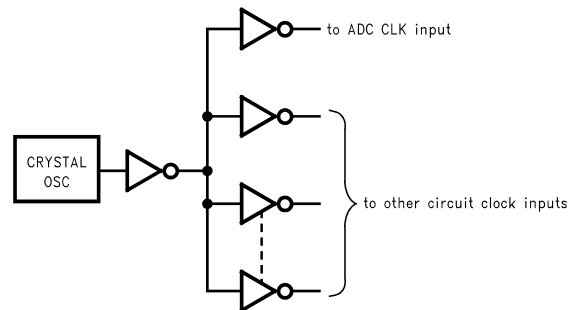 to ADC CLK input
CRYSTAL
OSC
to other circuit clock inputs